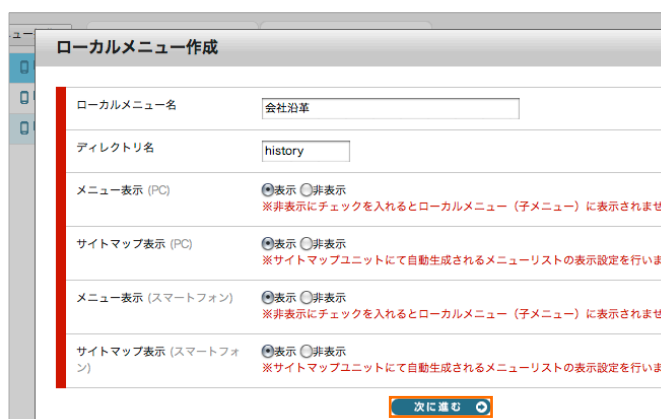 ュー
ローカルメニュー作成
ローカルメニュー名
会社沿革
ディレクトリ名
history
メニュー表示 (PC)
表示 非表示
※非表示にチェックを入れるとローカルメニュー（子メニュー）に表示されませ
サイトマップ表示 (PC)
表示 非表示
※サイトマップユニットにて自動生成されるメニューリストの表示設定を行いま
メニュー表示 (スマートフォン)
表示 非表示
※非表示にチェックを入れるとローカルメニュー（子メニュー）に表示されませ
サイトマップ表示 (スマートフォ
ン)
表示 非表示
※サイトマップユニットにて自動生成されるメニューリストの表示設定を行いま
次に進む